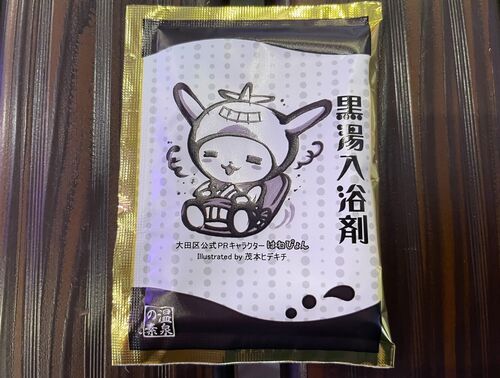 黒湯入浴剤
大田区公式PRキャラクター はねぴょん
Illustrated by 茂本ヒデキチ
温泉
の素